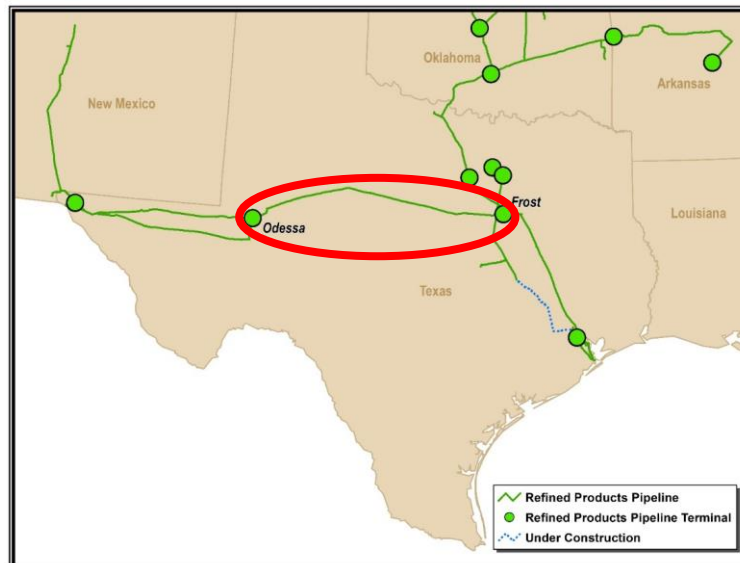 Oklahoma
Arkansas
New Mexico
Frost
Louisiana
Odessa
Texas
Refined Products Pipeline
Refined Products Pipeline Terminal
Under Construction